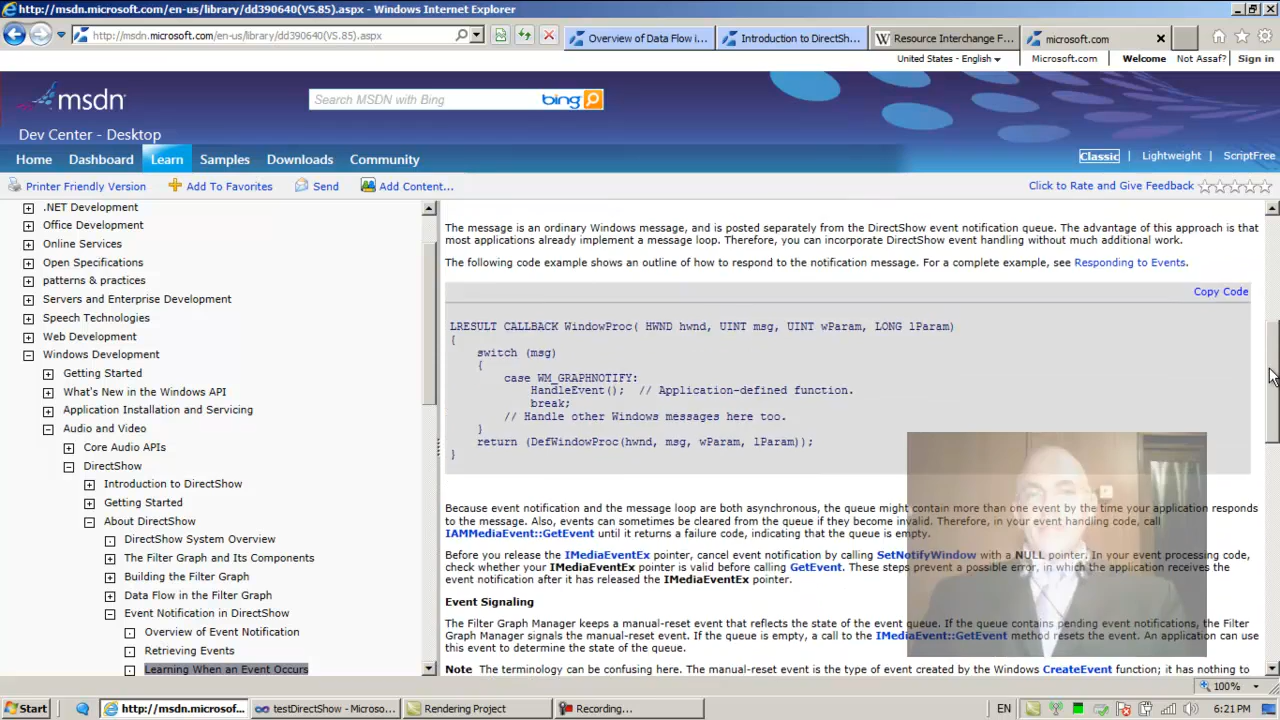 http://msdn.microsoft.com/en-us/library/dd390640(VS.85).aspx - Windows Internet Explorer
http://msdn.microsoft.com/en-us/library/dd390640(VS.85).aspx
Overview of Data Flow i...
Introduction to DirectSh...
Resource Interchange F...
microsoft.com
United States - English
Microsoft.com
Welcome
Not Assaf?
Sign in
msdn
Search MSDN with Bing
bing
Dev Center - Desktop
Home
Dashboard
Learn
Samples
Downloads
Community
Classic | Lightweight | ScriptFree
Printer Friendly Version
Add To Favorites
Send
Add Content...
Click to Rate and Give Feedback
.NET Development
Office Development
Online Services
Open Specifications
patterns & practices
Servers and Enterprise Development
Speech Technologies
Web Development
Windows Development
Getting Started
What's New in the Windows API
Application Installation and Servicing
Audio and Video
Core Audio APIs
DirectShow
Introduction to DirectShow
Getting Started
About DirectShow
DirectShow System Overview
The Filter Graph and Its Components
Building the Filter Graph
Data Flow in the Filter Graph
Event Notification in DirectShow
Overview of Event Notification
Retrieving Events
Learning When an Event Occurs
The message is an ordinary Windows message, and is posted separately from the DirectShow event notification queue. The advantage of this approach is that
most applications already implement a message loop. Therefore, you can incorporate DirectShow event handling without much additional work.
The following code example shows an outline of how to respond to the notification message. For a complete example, see Responding to Events.
Copy Code
LRESULT CALLBACK WindowProc( HWND hwnd, UINT msg, UINT wParam, LONG lParam)
{
switch (msg)
{
case WM_GRAPHNOTIFY:
HandleEvent(); // Application-defined function.
break;
// Handle other Windows messages here too.
}
return (DefWindowProc(hwnd, msg, wParam, lParam));
}
Because event notification and the message loop are both asynchronous, the queue might contain more than one event by the time your application responds
to the message. Also, events can sometimes be cleared from the queue if they become invalid. Therefore, in your event handling code, call
IAMMediaEvent::GetEvent until it returns a failure code, indicating that the queue is empty.
Before you release the IMediaEventEx pointer, cancel event notification by calling SetNotifyWindow with a NULL pointer. In your event processing code,
check whether your IMediaEventEx pointer is valid before calling GetEvent. These steps prevent a possible error, in which the application receives the
event notification after it has released the IMediaEventEx pointer.
Event Signaling
The Filter Graph Manager keeps a manual-reset event that reflects the state of the event queue. If the queue contains pending event notifications, the Filter
Graph Manager signals the manual-reset event. If the queue is empty, a call to the IMediaEvent::GetEvent method resets the event. An application can use
this event to determine the state of the queue.
Note The terminology can be confusing here. The manual-reset event is the type of event created by the Windows CreateEvent function; it has nothing to
100%
Start
http://msdn.microsof...
testDirectShow - Micros...
Rendering Project
Recording...
EN
6:21 PM